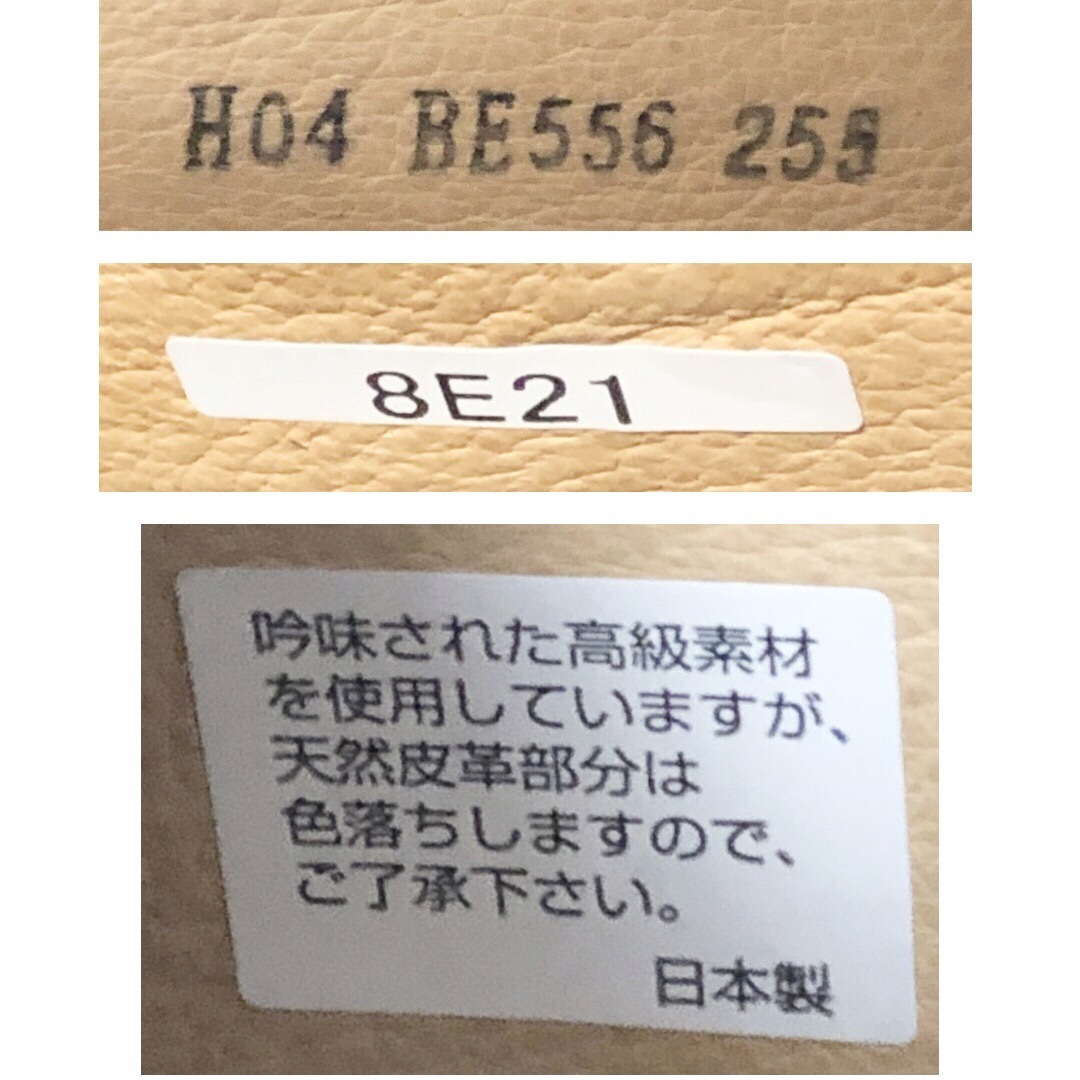 H04 BE556 255
8E21
吟味された高級素材
を使用していますが、
天然皮革部分は
色落ちしますので、
ご了承下さい。
日本製